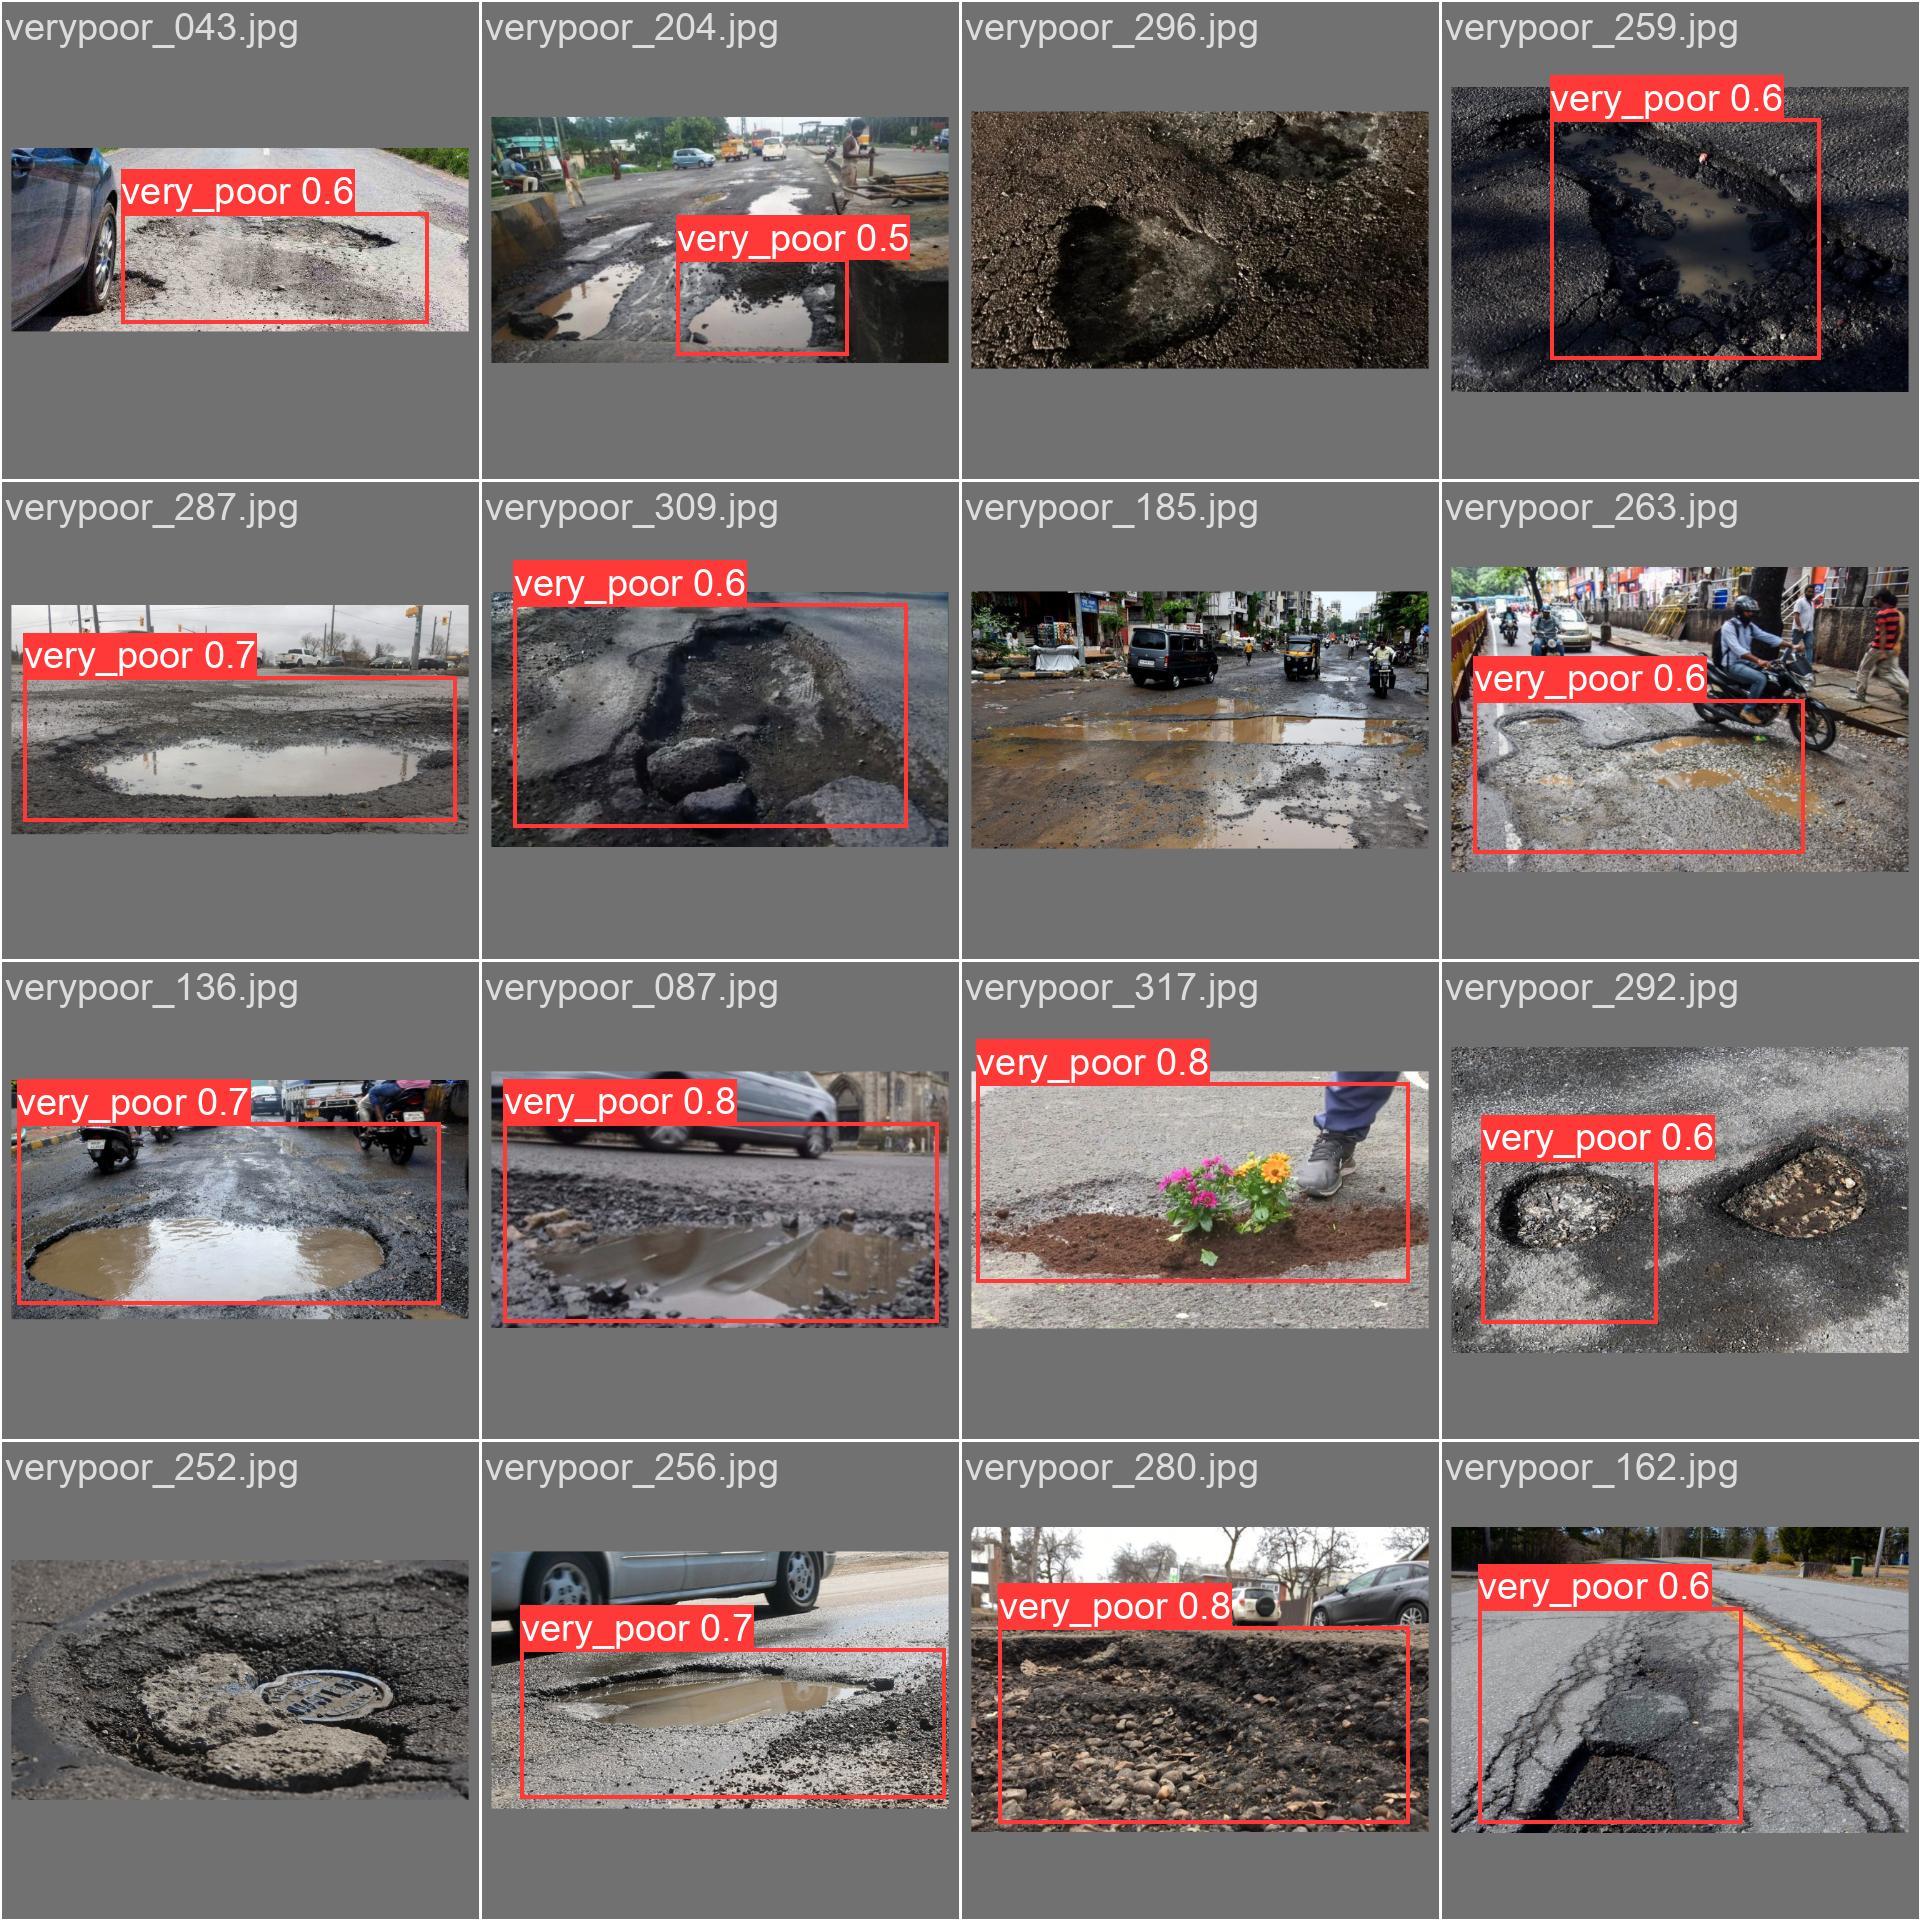 verypoor_043.jpg
verypoor_204.jpg
verypoor_296.jpg
verypoor_259.jpg
very_poor 0.6
very_poor 0.5
very_poor 0.6
verypoor_287.jpg
verypoor_309.jpg
verypoor_185.jpg
verypoor_263.jpg
very_poor 0.7
very_poor 0.6
very_poor 0.6
verypoor_136.jpg
verypoor_087.jpg
verypoor_317.jpg
verypoor_292.jpg
very_poor 0.7
very_poor 0.8
very_poor 0.8
very_poor 0.6
verypoor_252.jpg
verypoor_256.jpg
verypoor_280.jpg
verypoor_162.jpg
very_poor 0.7
very_poor 0.8
very_poor 0.6